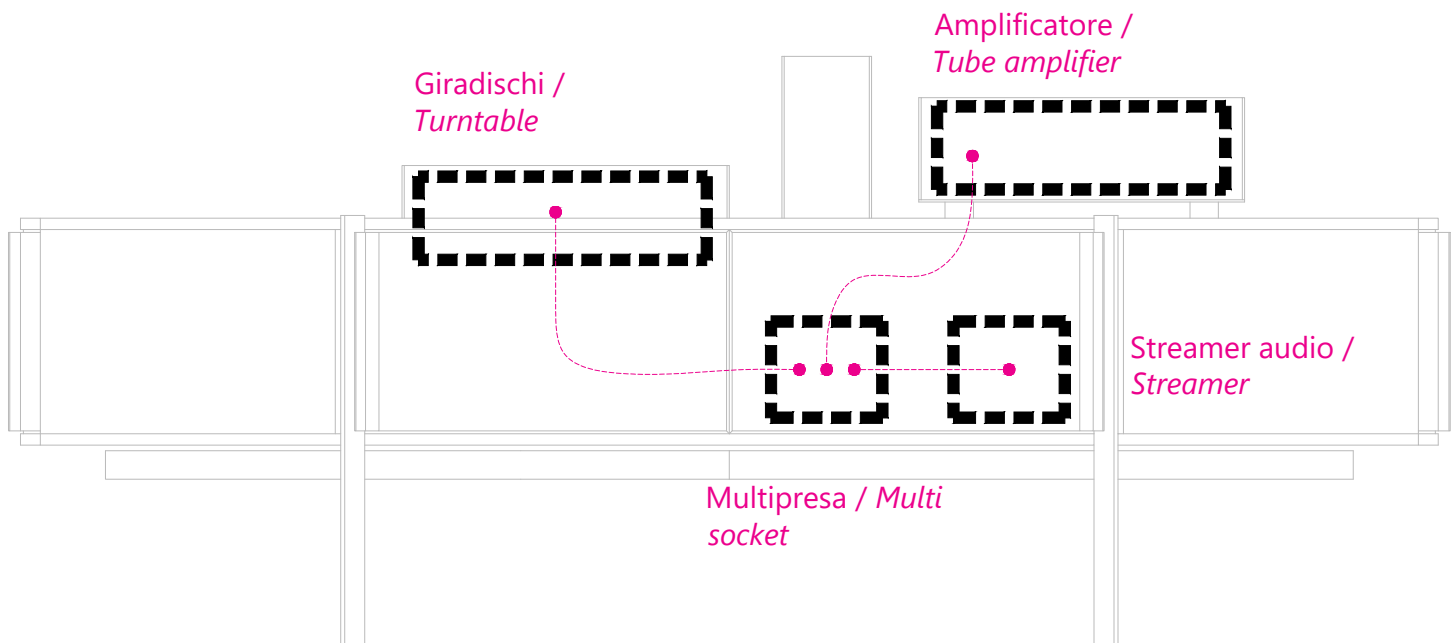 Amplificatore /
Tube amplifier
Giradischi /
Turntable
Streamer audio /
Streamer
Multipresa / Multi
socket